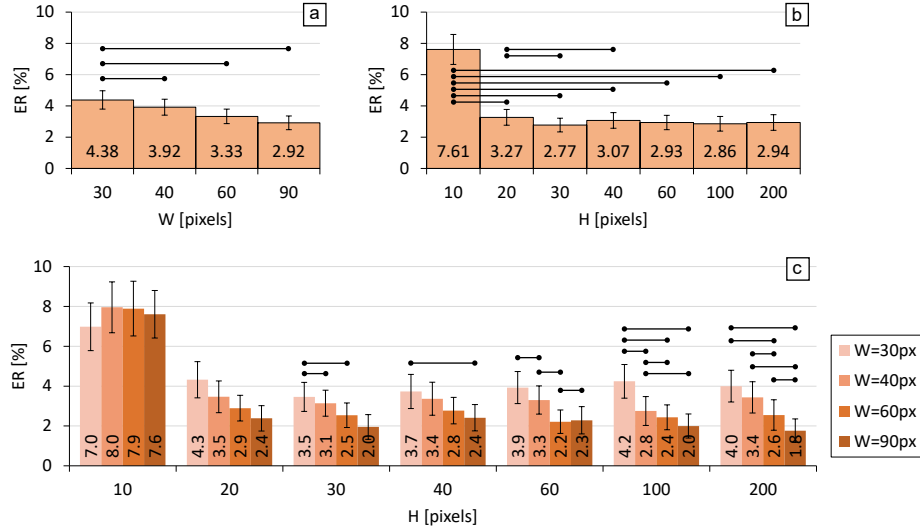 a
10
8
6
4
2
0
ER [%]
4.38 3.92 3.33 2.92
30 40 60 90
W [pixels]
b
10
8
6
4
2
0
ER [%]
7.61 3.27 2.77 3.07 2.93 2.86 2.94
10 20 30 40 60 100 200
H [pixels]
c
10
8
6
4
2
0
ER [%]
7.0 8.0 7.9 7.6 4.3 3.5 2.9 2.4 3.5 3.1 2.5 2.0 3.7 3.4 2.8 2.4 3.9 3.3 2.2 2.3 4.2 2.8 2.4 2.0 4.0 3.4 2.6 1.8
10 20 30 40 60 100 200
H [pixels]
W=30px
W=40px
W=60px
W=90px